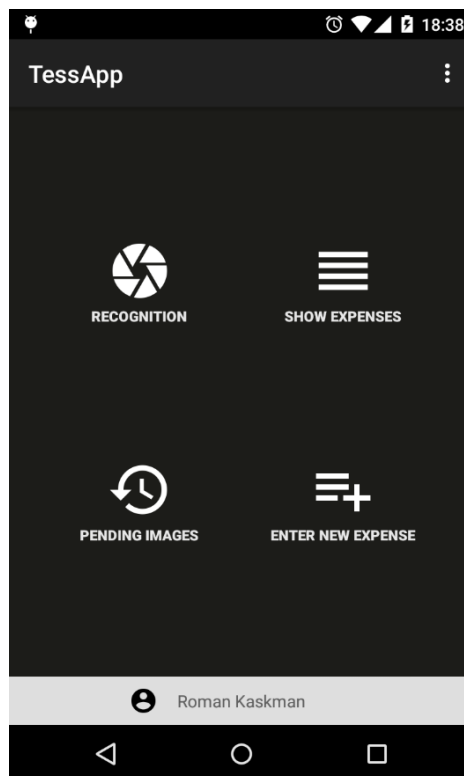 18:38
TessApp
RECOGNITION
SHOW EXPENSES
PENDING IMAGES
ENTER NEW EXPENSE
Roman Kaskman